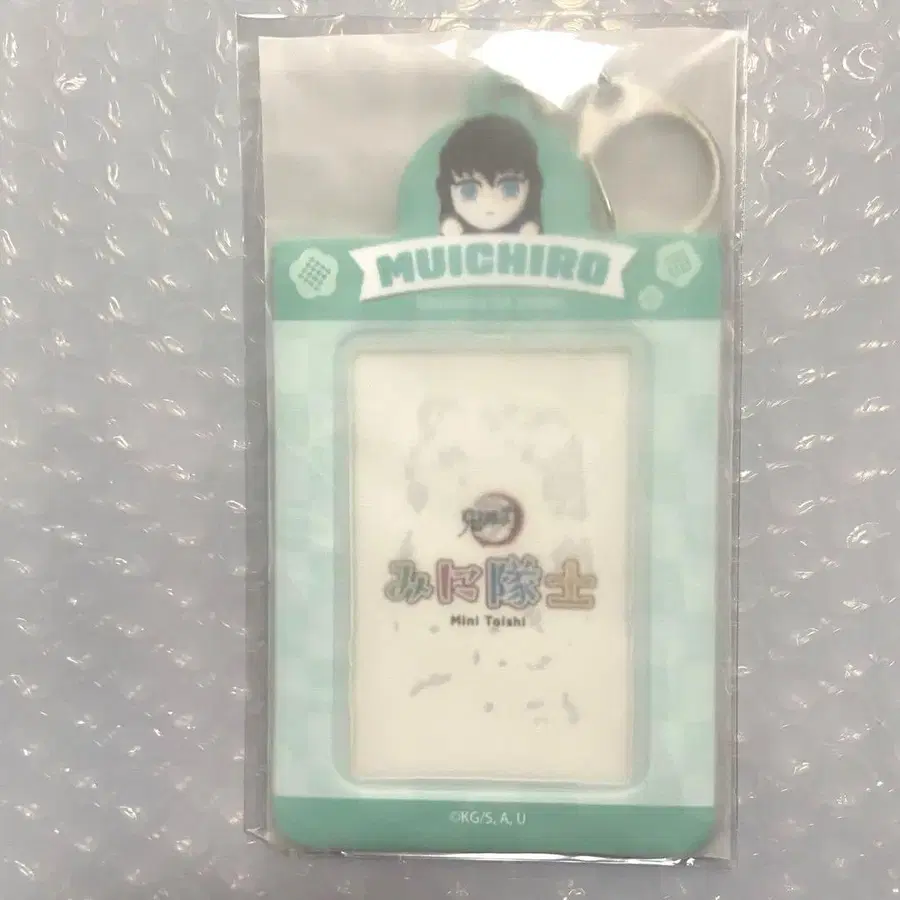 MUICHIRO
みに隊士
Mini Taishi
©KG/S, A, U